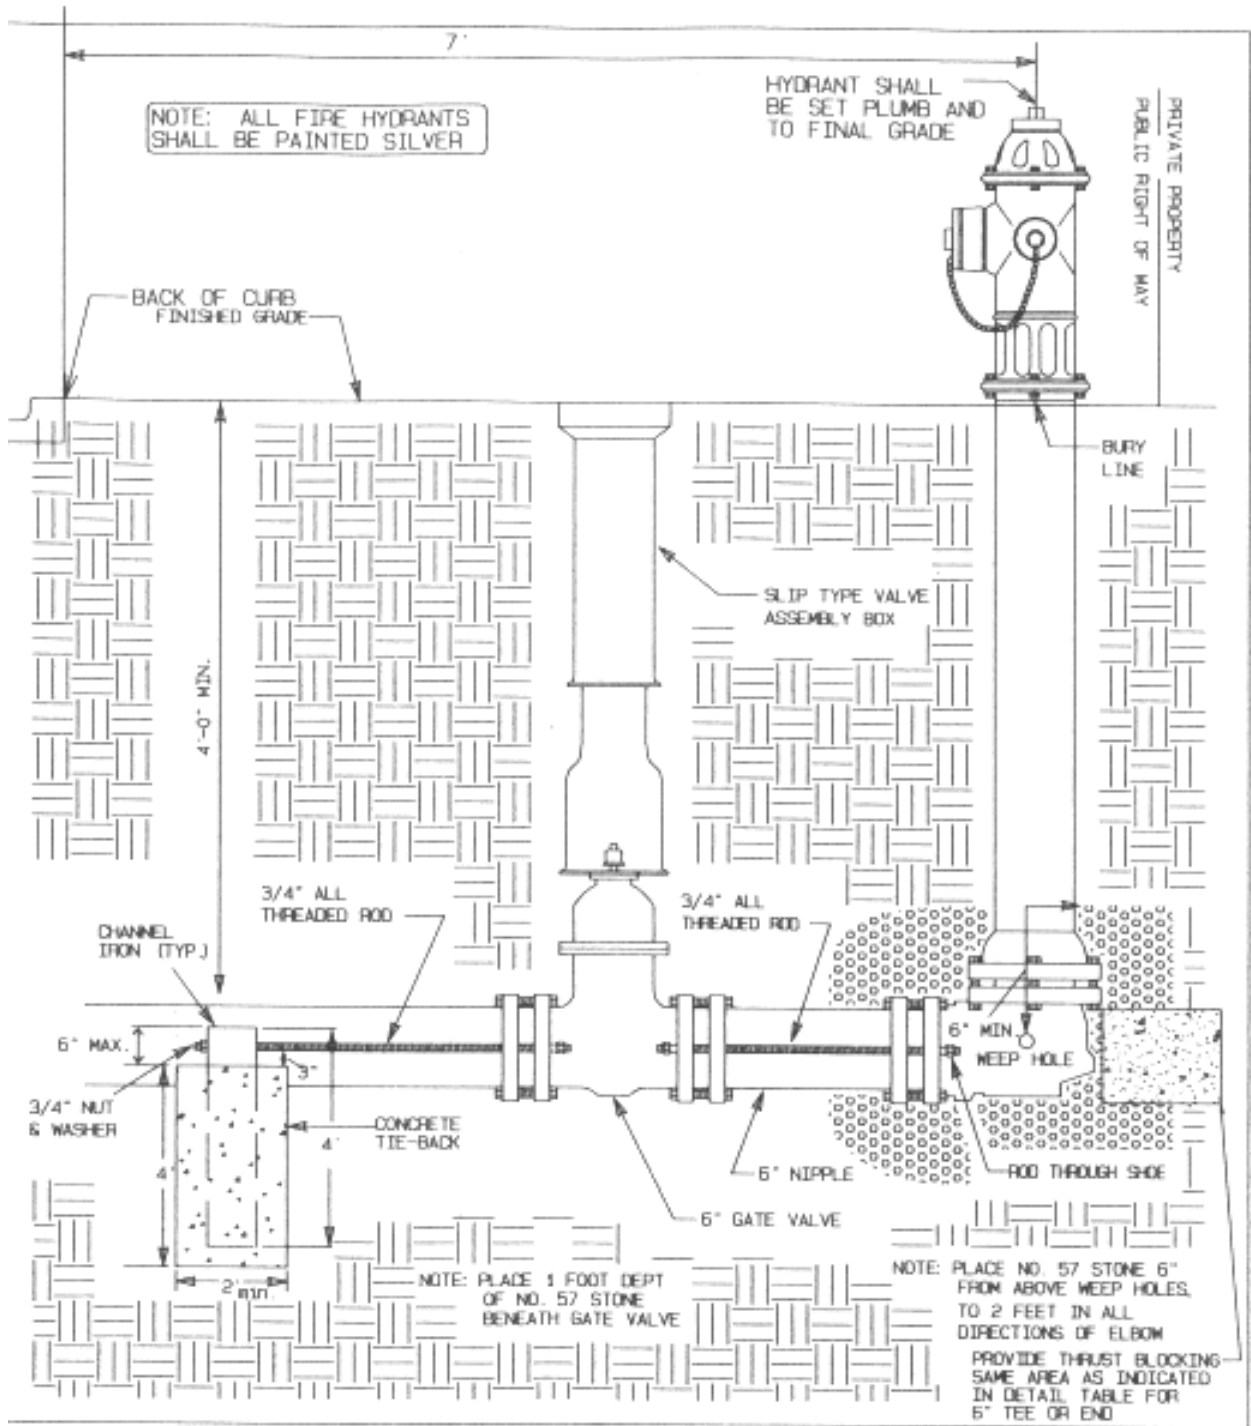 7'
HYDRANT SHALL
BE SET PLUMB AND
TO FINAL GRADE
NOTE: ALL FIRE HYDRANTS
SHALL BE PAINTED SILVER
PRIVATE PROPERTY
PUBLIC RIGHT OF MAY
BACK OF CURB
FINISHED GRADE
BURY
LINE
SLIP TYPE VALVE
ASSEMBLY BOX
4'-0" MIN.
3/4" ALL
THREADED ROD
3/4" ALL
THREADED ROD
CHANNEL
IRON (TYP.)
6" MAX.
3"
6" MIN.
WEEP HOLE
3/4" NUT
& WASHER
CONCRETE
TIE-BACK
4'
4'
6" NIPPLE
ROD THROUGH SHOE
6" GATE VALVE
2' min.
NOTE: PLACE 1 FOOT DEPT
OF NO. 57 STONE
BENEATH GATE VALVE
NOTE: PLACE NO. 57 STONE 6"
FROM ABOVE WEEP HOLES,
TO 2 FEET IN ALL
DIRECTIONS OF ELBOW
PROVIDE THRUST BLOCKING
SAME AREA AS INDICATED
IN DETAIL TABLE FOR
6" TEE OR END